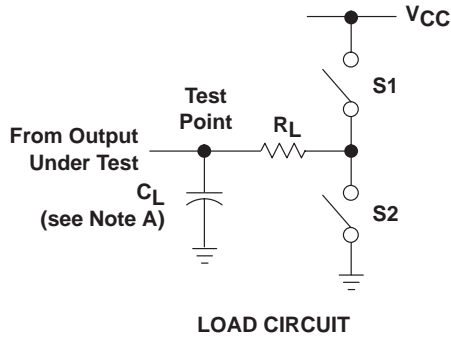 VCC
S1
Test
Point
RL
From Output
Under Test
CL
(see Note A)
S2
LOAD CIRCUIT